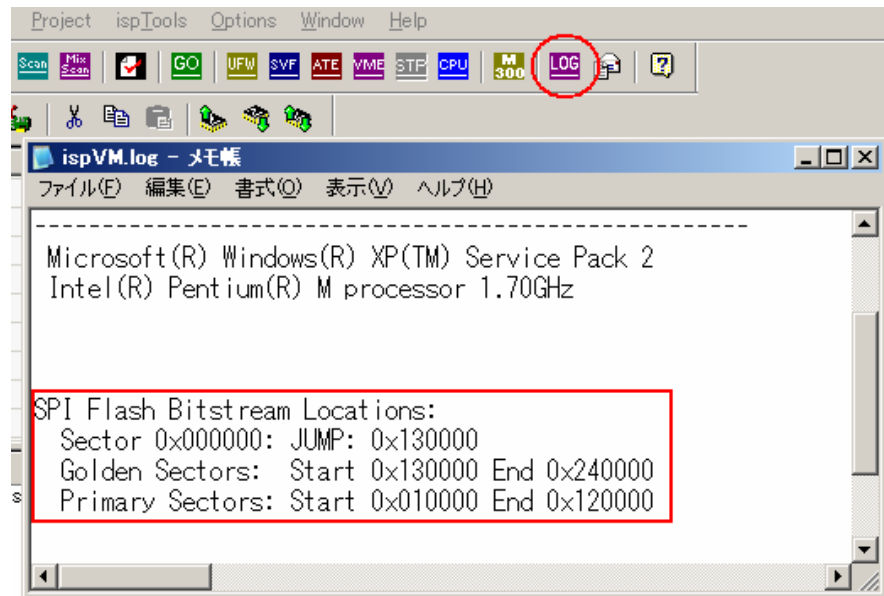 Project ispTools Options Window Help
Scan Mix Scan GO UFW SVF ATE VME STP CPU M 300 LOG ?
ispVM.log - メモ帳
ファイル(F) 編集(E) 書式(O) 表示(V) ヘルプ(H)
-----------------------------------------------------
Microsoft(R) Windows(R) XP(TM) Service Pack 2
Intel(R) Pentium(R) M processor 1.70GHz
SPI Flash Bitstream Locations:
Sector 0x000000: JUMP: 0x130000
Golden Sectors: Start 0x130000 End 0x240000
Primary Sectors: Start 0x010000 End 0x120000
s